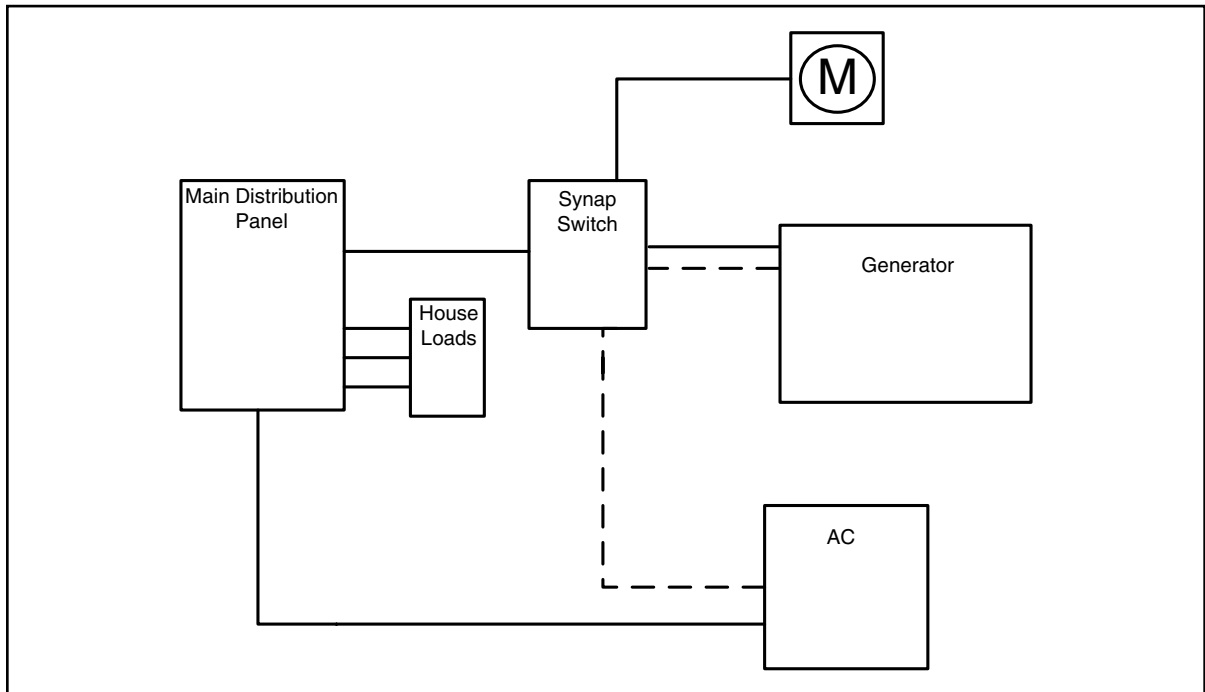 M
Main Distribution
Panel
Synap
Switch
Generator
House
Loads
AC